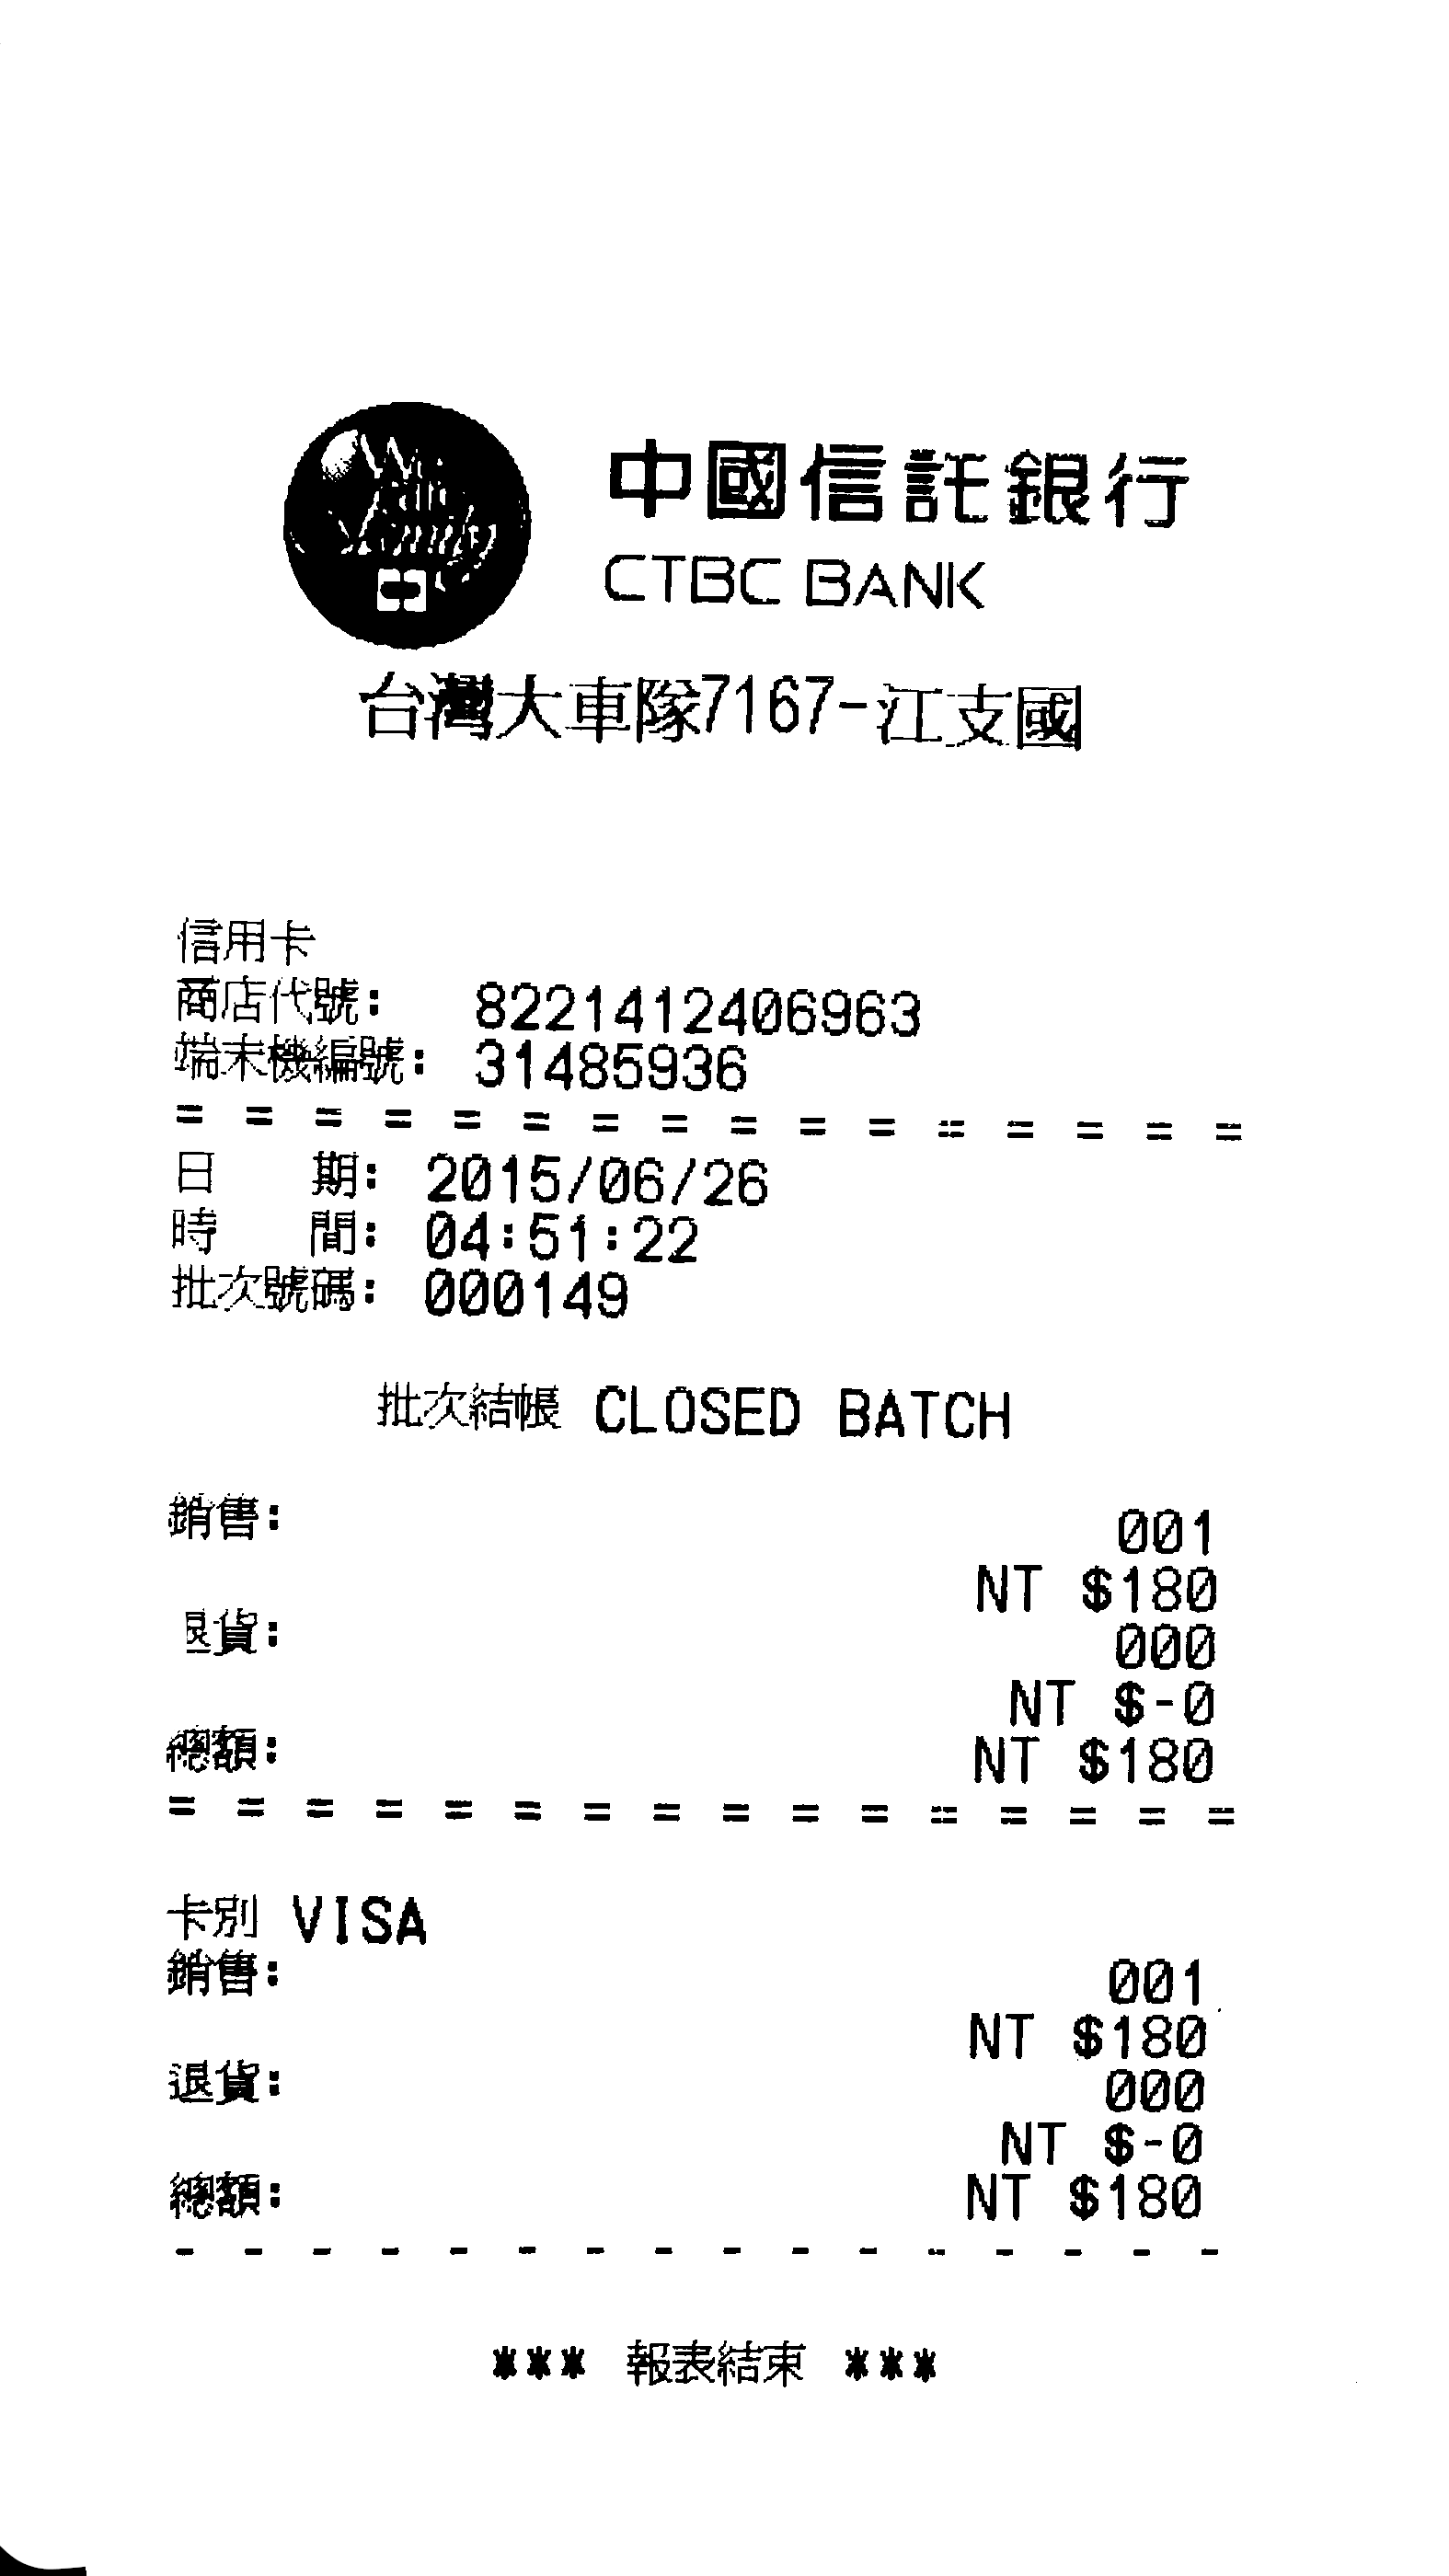 中國信託銀行
CTBC BANK
台灣大車隊7167-江支國
信用卡
商店代號: 8221412406963
端末機編號: 31485936
= = = = = = = = = = = = = = = =
日 期: 2015/06/26
時 間: 04:51:22
批次號碼: 000149
批次結帳 CLOSED BATCH
銷售:
001
NT $180
退貨:
000
NT $-0
總額:
NT $180
= = = = = = = = = = = = = = = =
卡別 VISA
銷售:
001
NT $180
退貨:
000
NT $-0
總額:
NT $180
- - - - - - - - - - - - - - - -
*** 報表結束 ***